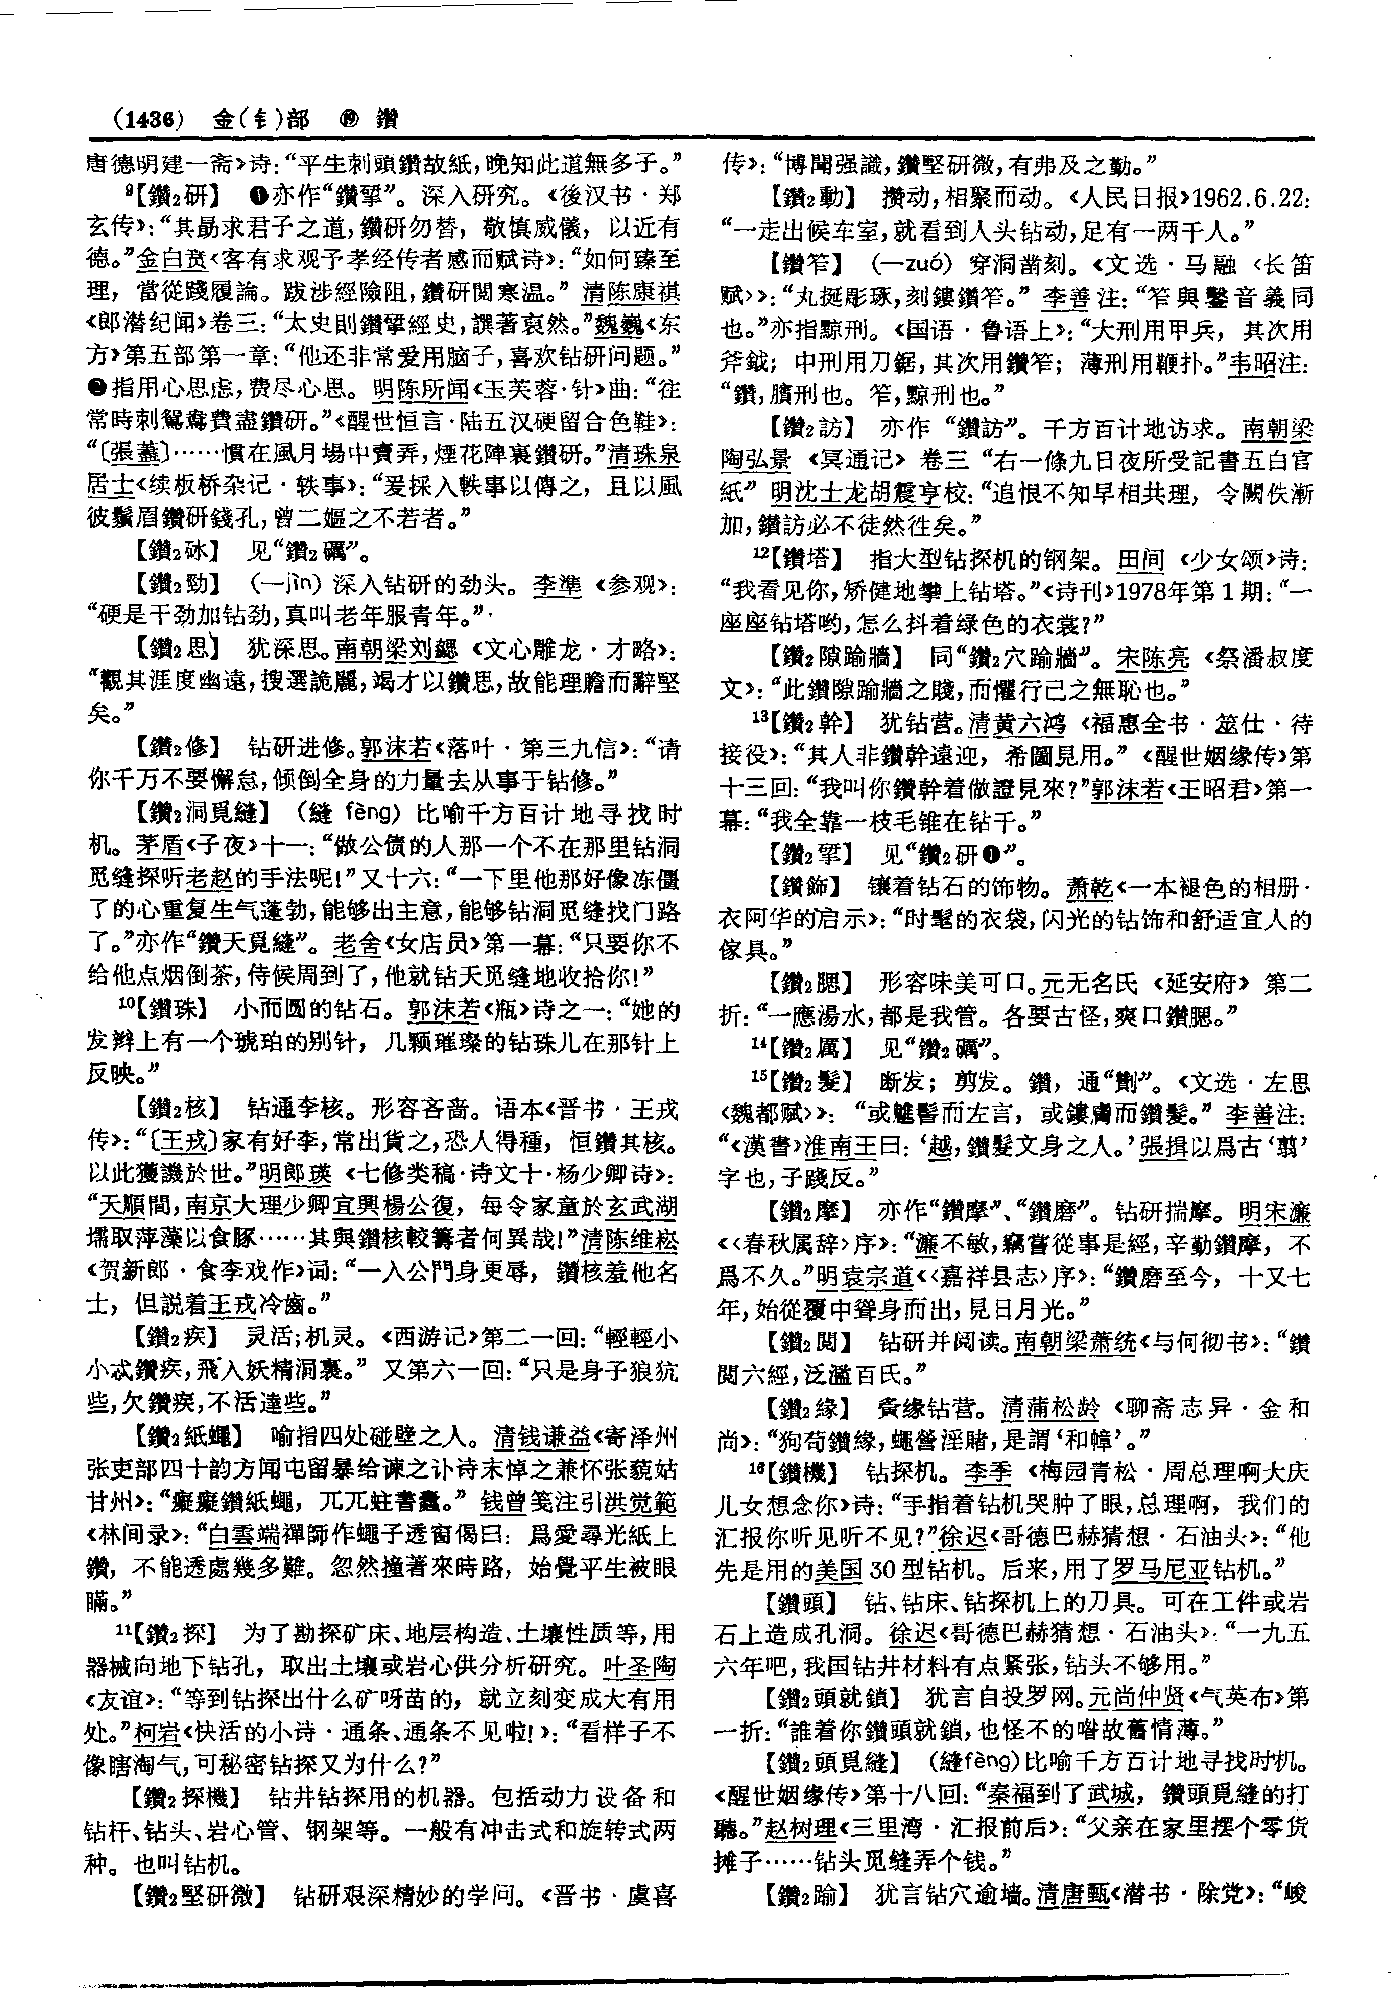 (1436) 金(钅)部 ⑲ 鑽
唐德明建一斋›诗：“平生刺頭鑽故紙，晚知此道無多子。”
⁹【鑽₂研】 ❶亦作“鑽揅”。深入研究。《後汉书·郑
玄传》：“其勗求君子之道，鑽研勿替，敬慎威儀，以近有
德。”金白贲《客有求观予孝经传者感而赋诗》：“如何臻至
理，當從踐履論。跋涉經險阻，鑽研閲寒温。”清陈康祺
《郎潜纪闻》卷三：“太史則鑽揅經史，譔著裒然。”魏巍《东
方》第五部第一章：“他还非常爱用脑子，喜欢钻研问题。”
❷指用心思虑，费尽心思。明陈所闻《玉芙蓉·针》曲：“往
常時刺鴛鴦費盡鑽研。”《醒世恒言·陆五汉硬留合色鞋》：
“〔張藎〕……慣在風月場中賣弄，煙花陣裏鑽研。”清珠泉
居士《续板桥杂记·轶事》：“爰採入軼事以傳之，且以風
彼鬚眉鑽研錢孔，曾二嫗之不若者。”
【鑽₂砅】 见“鑽₂礪”。
【鑽₂勁】 (—jìn) 深入钻研的劲头。李準《参观》：
“硬是干劲加钻劲，真叫老年服青年。”
【鑽₂思】 犹深思。南朝梁刘勰《文心雕龙·才略》：
“觀其涯度幽遠，搜選詭麗，竭才以鑽思，故能理贍而辭堅
矣。”
【鑽₂修】 钻研进修。郭沫若《落叶·第三九信》：“请
你千万不要懈怠，倾倒全身的力量去从事于钻修。”
【鑽₂洞覓縫】 (縫 fèng) 比喻千方百计地寻找时
机。茅盾《子夜》十一：“做公债的人那一个不在那里钻洞
觅缝探听老赵的手法呢！”又十六：“一下里他那好像冻僵
了的心重复生气蓬勃，能够出主意，能够钻洞觅缝找门路
了。”亦作“鑽天覓縫”。老舍《女店员》第一幕：“只要你不
给他点烟倒茶，侍候周到了，他就钻天觅缝地收拾你！”
¹⁰【鑽珠】 小而圆的钻石。郭沫若《瓶》诗之一：“她的
发辫上有一个琥珀的别针，几颗璀璨的钻珠儿在那针上
反映。”
【鑽₂核】 钻通李核。形容吝啬。语本《晋书·王戎
传》：“〔王戎〕家有好李，常出貨之，恐人得種，恒鑽其核。
以此獲譏於世。”明郎瑛《七修类稿·诗文十·杨少卿诗》：
“天順間，南京大理少卿宜興楊公復，每令家童於玄武湖
壖取萍藻以食豚……其與鑽核較籌者何異哉！”清陈维崧
《贺新郎·食李戏作》词：“一入公門身更辱，鑽核羞他名
士，但説着王戎冷齒。”
【鑽₂疾】 灵活；机灵。《西游记》第二一回：“輕輕小
小忒鑽疾，飛入妖精洞裏。”又第六一回：“只是身子狼犺
些，欠鑽疾，不活達些。”
【鑽₂紙蠅】 喻指四处碰壁之人。清钱谦益《寄泽州
张吏部四十韵方闻屯留暴给谏之讣诗末悼之兼怀张藐姑
甘州》：“癡癡鑽紙蠅，兀兀蛀書蠹。”钱曾笺注引洪觉範
《林间录》：“白雲端禪師作蠅子透窗偈曰：爲愛尋光紙上
鑽，不能透處幾多難。忽然撞著來時路，始覺平生被眼
瞞。”
¹¹【鑽₂探】 为了勘探矿床、地层构造、土壤性质等，用
器械向地下钻孔，取出土壤或岩心供分析研究。叶圣陶
《友谊》：“等到钻探出什么矿呀苗的，就立刻变成大有用
处。”柯岩《快活的小诗·通条、通条不见啦！》：“看样子不
像瞎淘气，可秘密钻探又为什么？”
【鑽₂探機】 钻井钻探用的机器。包括动力设备和
钻杆、钻头、岩心管、钢架等。一般有冲击式和旋转式两
种。也叫钻机。
【鑽₂堅研微】 钻研艰深精妙的学问。《晋书·虞喜
传》：“博聞强識，鑽堅研微，有弗及之勤。”
【鑽₂動】 攒动，相聚而动。《人民日报》1962.6.22：
“一走出候车室，就看到人头钻动，足有一两千人。”
【鑽笮】 (—zuó) 穿洞凿刻。《文选·马融〈长笛
赋〉》：“丸挻彫琢，刻鏤鑽笮。”李善注：“笮與鑿音義同
也。”亦指黥刑。《国语·鲁语上》：“大刑用甲兵，其次用
斧鉞；中刑用刀鋸，其次用鑽笮；薄刑用鞭扑。”韦昭注：
“鑽，臏刑也。笮，黥刑也。”
【鑽₂訪】 亦作“鑽訪”。千方百计地访求。南朝梁
陶弘景《冥通记》卷三“右一條九日夜所受記書五白官
紙”明沈士龙胡震亨校：“追恨不知早相共理，令闕佚漸
加，鑽訪必不徒然徃矣。”
¹²【鑽塔】 指大型钻探机的钢架。田间《少女颂》诗：
“我看见你，矫健地攀上钻塔。”《诗刊》1978年第1期：“一
座座钻塔哟，怎么抖着绿色的衣裳？”
【鑽₂隙踰牆】 同“鑽₂穴踰牆”。宋陈亮《祭潘叔度
文》：“此鑽隙踰牆之賤，而懼行己之無恥也。”
¹³【鑽₂幹】 犹钻营。清黄六鸿《福惠全书·筮仕·待
接役》：“其人非鑽幹遠迎，希圖見用。”《醒世姻缘传》第
十三回：“我叫你鑽幹着做證見來？”郭沫若《王昭君》第一
幕：“我全靠一枝毛锥在钻干。”
【鑽₂揅】 见“鑽₂研❶”。
【鑽飾】 镶着钻石的饰物。萧乾《一本褪色的相册·
衣阿华的启示》：“时髦的衣袋，闪光的钻饰和舒适宜人的
傢具。”
【鑽₂腮】 形容味美可口。元无名氏《延安府》第二
折：“一應湯水，都是我管。各要古怪，爽口鑽腮。”
¹⁴【鑽₂厲】 见“鑽₂礪”。
¹⁵【鑽₂髮】 断发；剪发。鑽，通“劗”。《文选·左思
〈魏都赋〉》：“或魋髻而左言，或鏤膚而鑽髮。”李善注：
“《漢書》淮南王曰：‘越，鑽髮文身之人。’張揖以爲古‘翦’
字也，子踐反。”
【鑽₂摩】 亦作“鑽摩”、“鑽磨”。钻研揣摩。明宋濂
《〈春秋属辞〉序》：“濂不敏，竊嘗從事是經，辛勤鑽摩，不
爲不久。”明袁宗道《〈嘉祥县志〉序》：“鑽磨至今，十又七
年，始從覆中聳身而出，見日月光。”
【鑽₂閲】 钻研并阅读。南朝梁萧统《与何彻书》：“鑽
閲六經，泛濫百氏。”
【鑽₂緣】 夤缘钻营。清蒲松龄《聊斋志异·金和
尚》：“狗苟鑽緣，蠅營淫賭，是謂‘和幛’。”
¹⁶【鑽機】 钻探机。李季《梅园青松·周总理啊大庆
儿女想念你》诗：“手指着钻机哭肿了眼，总理啊，我们的
汇报你听见听不见？”徐迟《哥德巴赫猜想·石油头》：“他
先是用的美国30型钻机。后来，用了罗马尼亚钻机。”
【鑽頭】 钻、钻床、钻探机上的刀具。可在工件或岩
石上造成孔洞。徐迟《哥德巴赫猜想·石油头》：“一九五
六年吧，我国钻井材料有点紧张，钻头不够用。”
【鑽₂頭就鎖】 犹言自投罗网。元尚仲贤《气英布》第
一折：“誰着你鑽頭就鎖，也怪不的喒故舊情薄。”
【鑽₂頭覓縫】 (縫fèng)比喻千方百计地寻找时机。
《醒世姻缘传》第十八回：“秦福到了武城，鑽頭覓縫的打
聽。”赵树理《三里湾·汇报前后》：“父亲在家里摆个零货
摊子……钻头觅缝弄个钱。”
【鑽₂踰】 犹言钻穴逾墙。清唐甄《潜书·除党》：“峻